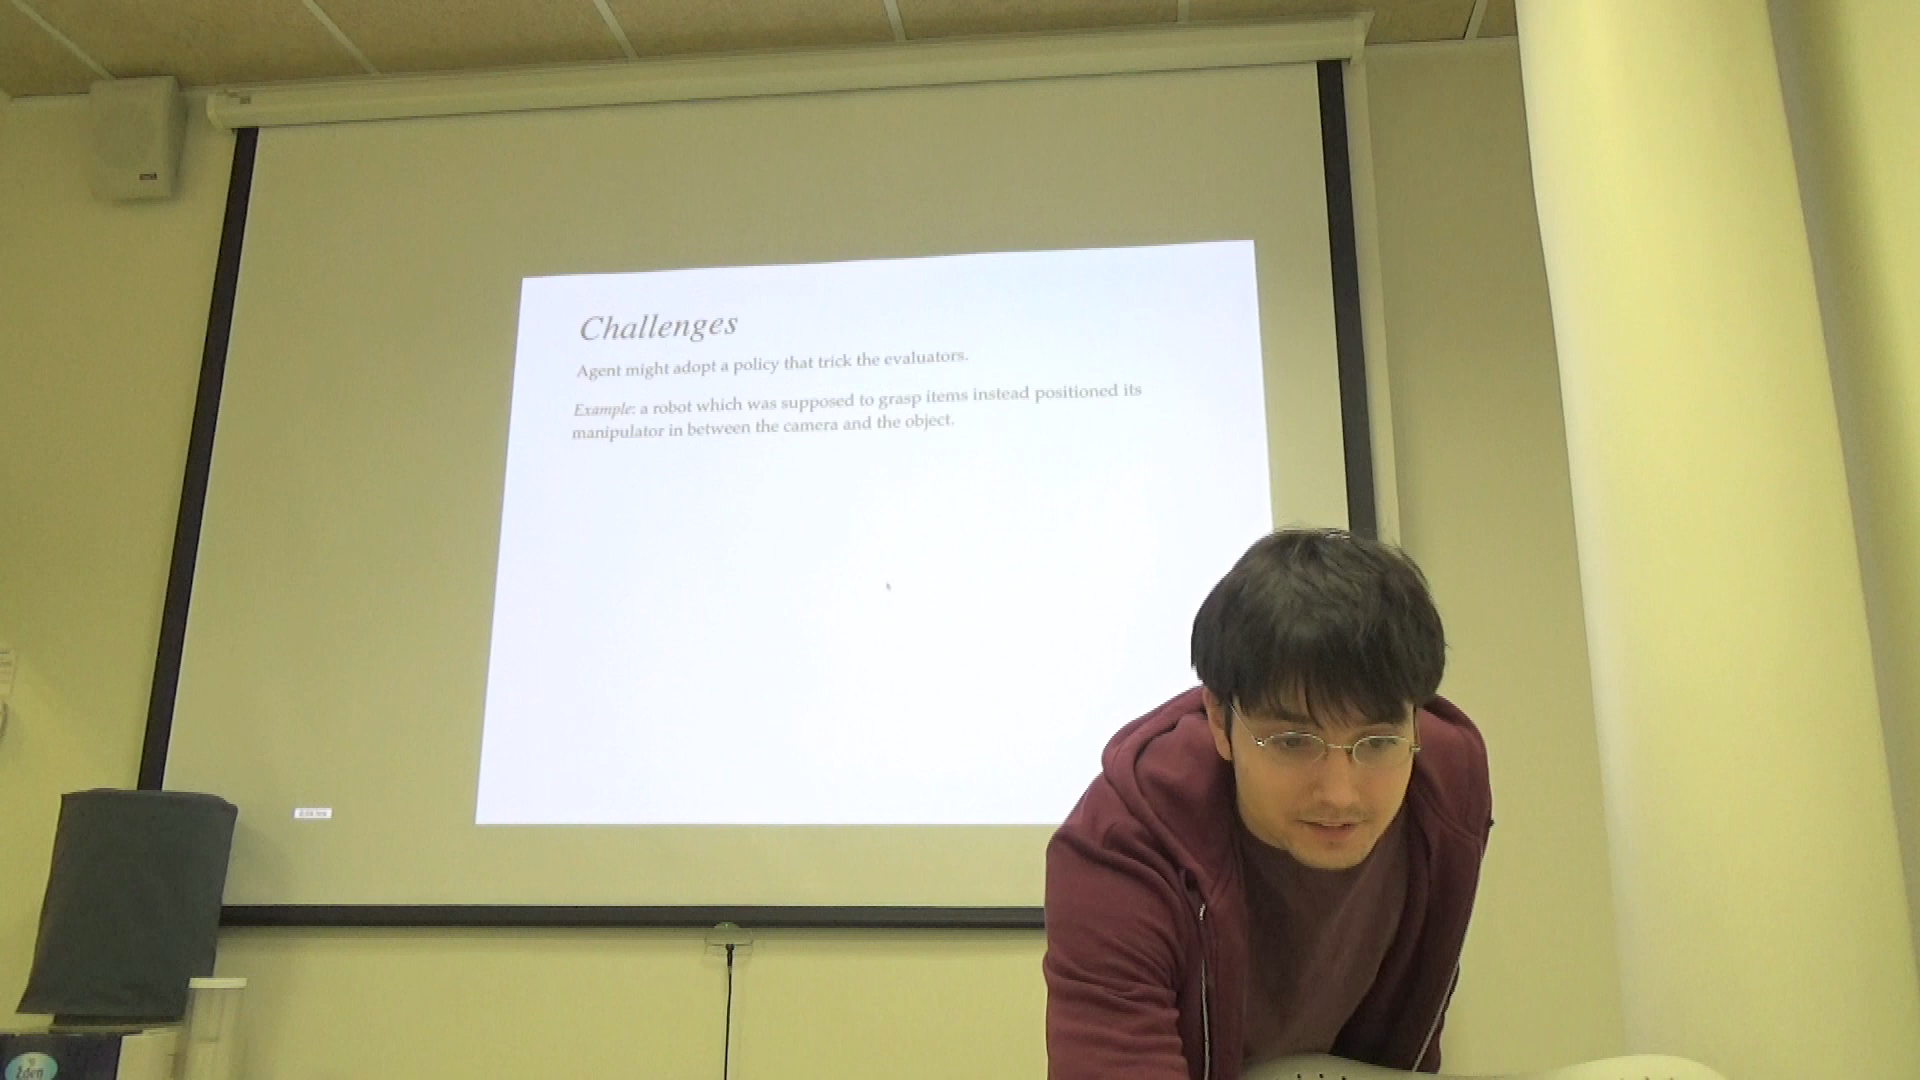 Challenges
Agent might adopt a policy that trick the evaluators.
Example: a robot which was supposed to grasp items instead positioned its
manipulator in between the camera and the object.
Žden